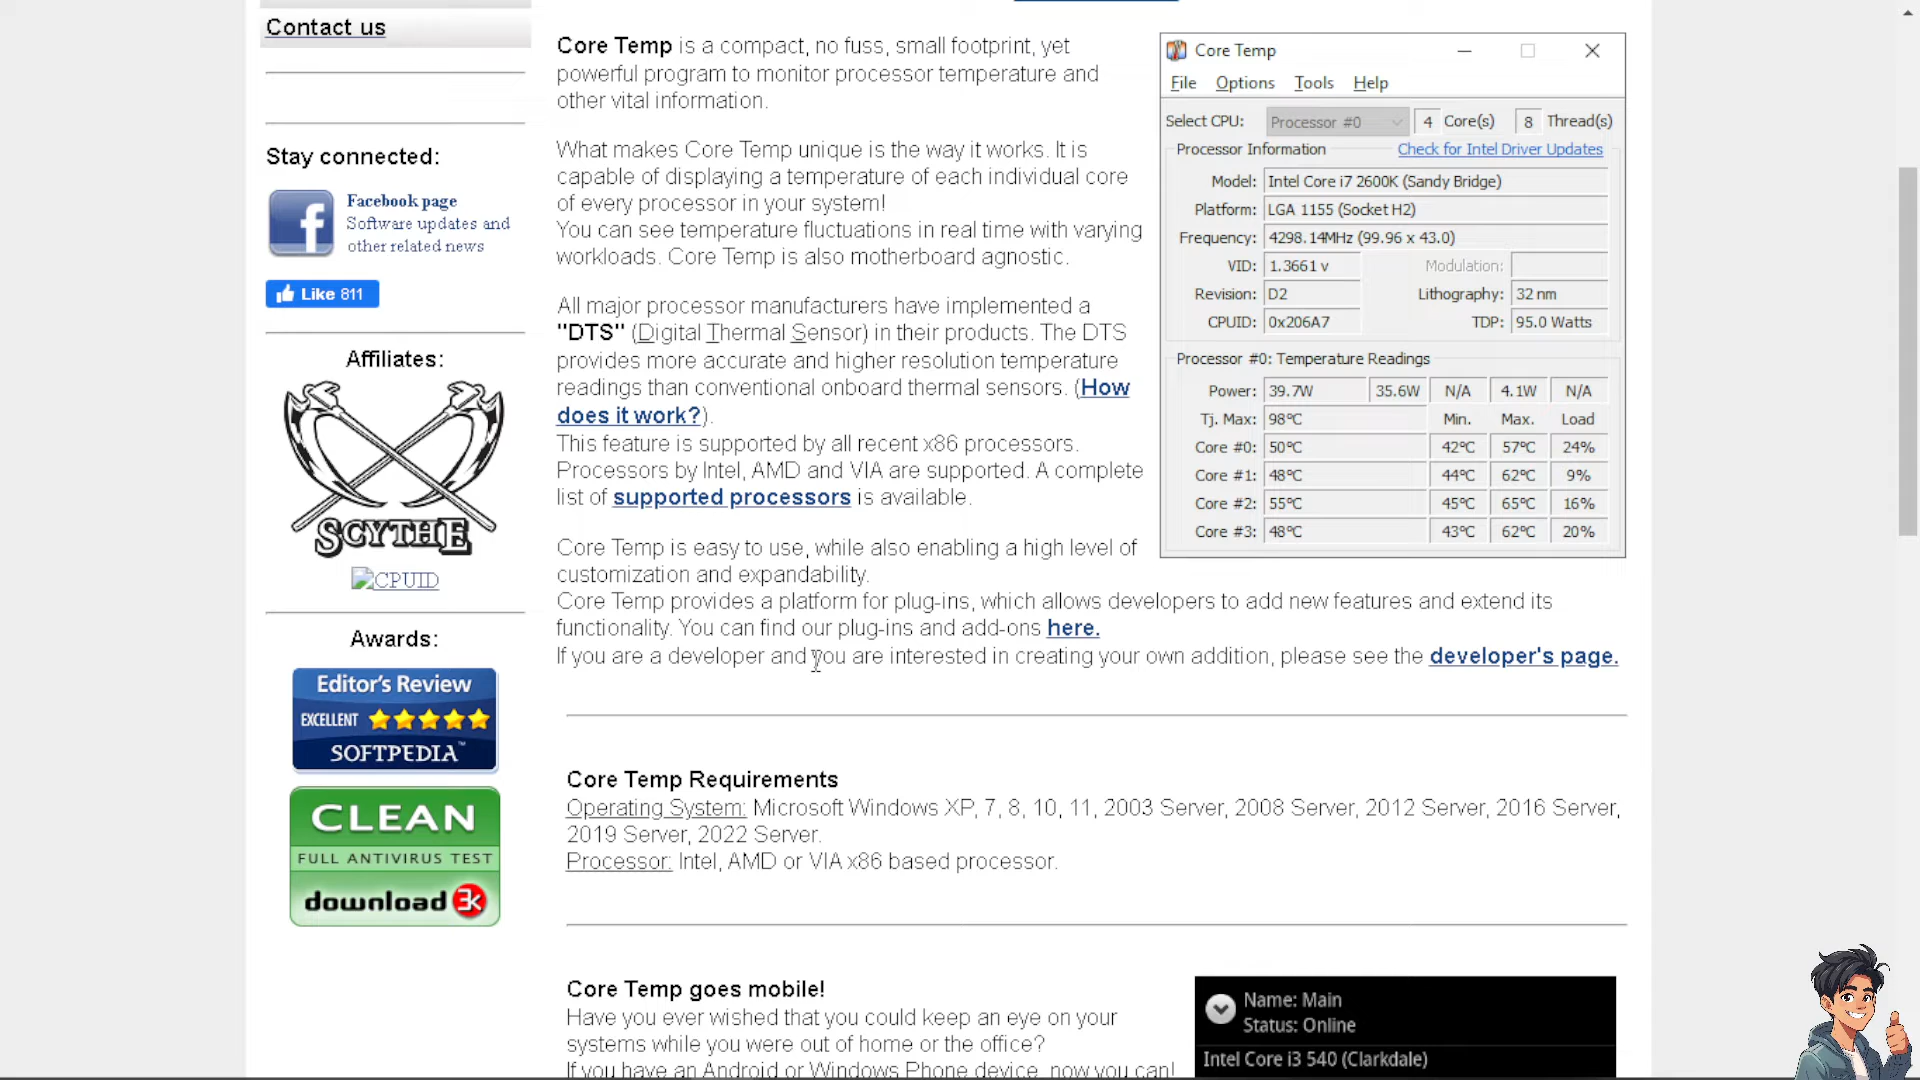 Contact us
Stay connected:
Facebook page
Software updates and
other related news
Like 811
Affiliates:
SCYTHE
CPUID
Awards:
Editor's Review
EXCELLENT
SOFTPEDIA™
CLEAN
FULL ANTIVIRUS TEST
download 3k
Core Temp is a compact, no fuss, small footprint, yet
powerful program to monitor processor temperature and
other vital information.
What makes Core Temp unique is the way it works. It is
capable of displaying a temperature of each individual core
of every processor in your system!
You can see temperature fluctuations in real time with varying
workloads. Core Temp is also motherboard agnostic.
All major processor manufacturers have implemented a
"DTS" (Digital Thermal Sensor) in their products. The DTS
provides more accurate and higher resolution temperature
readings than conventional onboard thermal sensors. (How
does it work?).
This feature is supported by all recent x86 processors.
Processors by Intel, AMD and VIA are supported. A complete
list of supported processors is available.
Core Temp is easy to use, while also enabling a high level of
customization and expandability.
Core Temp provides a platform for plug-ins, which allows developers to add new features and extend its
functionality. You can find our plug-ins and add-ons here.
If you are a developer and you are interested in creating your own addition, please see the developer's page.
Core Temp
File Options Tools Help
Select CPU: Processor #0 4 Core(s) 8 Thread(s)
Processor Information Check for Intel Driver Updates
Model: Intel Core i7 2600K (Sandy Bridge)
Platform: LGA 1155 (Socket H2)
Frequency: 4298.14MHz (99.96 x 43.0)
VID: 1.3661 v Modulation:
Revision: D2 Lithography: 32 nm
CPUID: 0x206A7 TDP: 95.0 Watts
Processor #0: Temperature Readings
Power: 39.7W 35.6W N/A 4.1W N/A
Tj. Max: 98°C Min. Max. Load
Core #0: 50°C 42°C 57°C 24%
Core #1: 48°C 44°C 62°C 9%
Core #2: 55°C 45°C 65°C 16%
Core #3: 48°C 43°C 62°C 20%
Core Temp Requirements
Operating System: Microsoft Windows XP, 7, 8, 10, 11, 2003 Server, 2008 Server, 2012 Server, 2016 Server,
2019 Server, 2022 Server.
Processor: Intel, AMD or VIA x86 based processor.
Core Temp goes mobile!
Have you ever wished that you could keep an eye on your
systems while you were out of home or the office?
If you have an Android or Windows Phone device, now you can!
Name: Main
Status: Online
Intel Core i3 540 (Clarkdale)